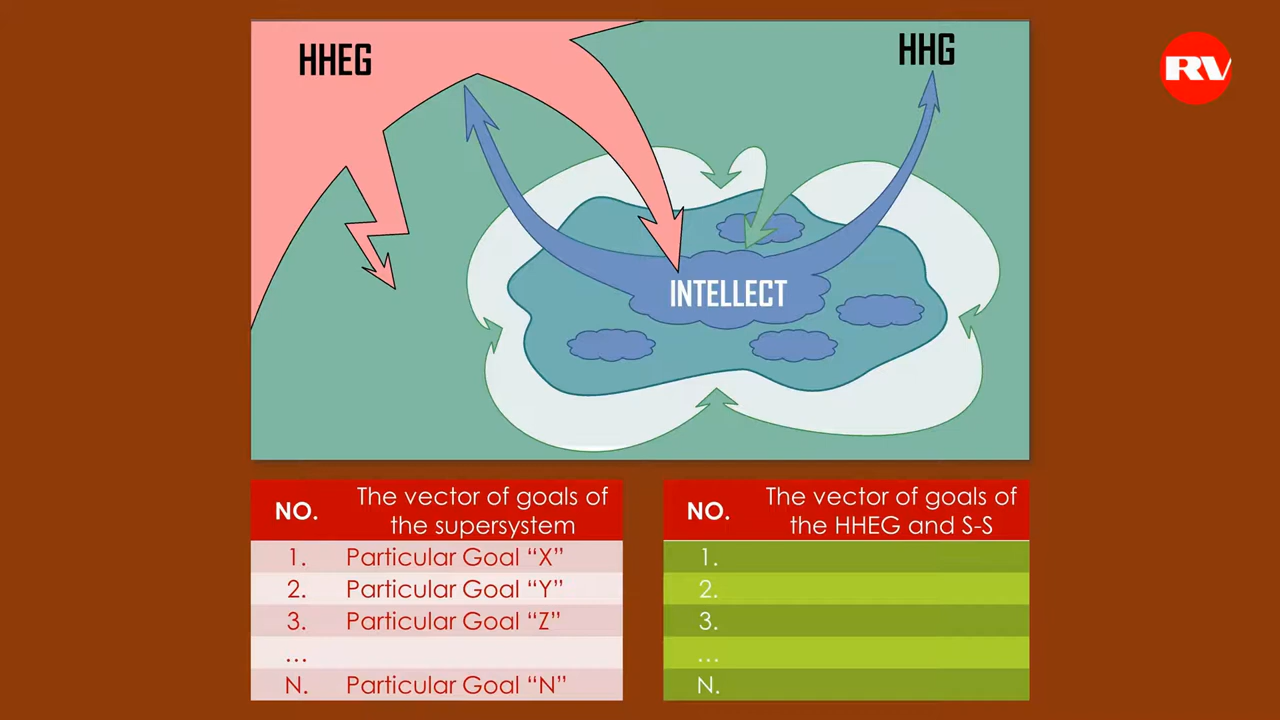 HHEG
HHG
RV
INTELLECT
NO. The vector of goals of
the supersystem
1. Particular Goal “X”
2. Particular Goal “Y”
3. Particular Goal “Z”
...
N. Particular Goal “N”
NO. The vector of goals of
the HHEG and S-S
1.
2.
3.
...
N.